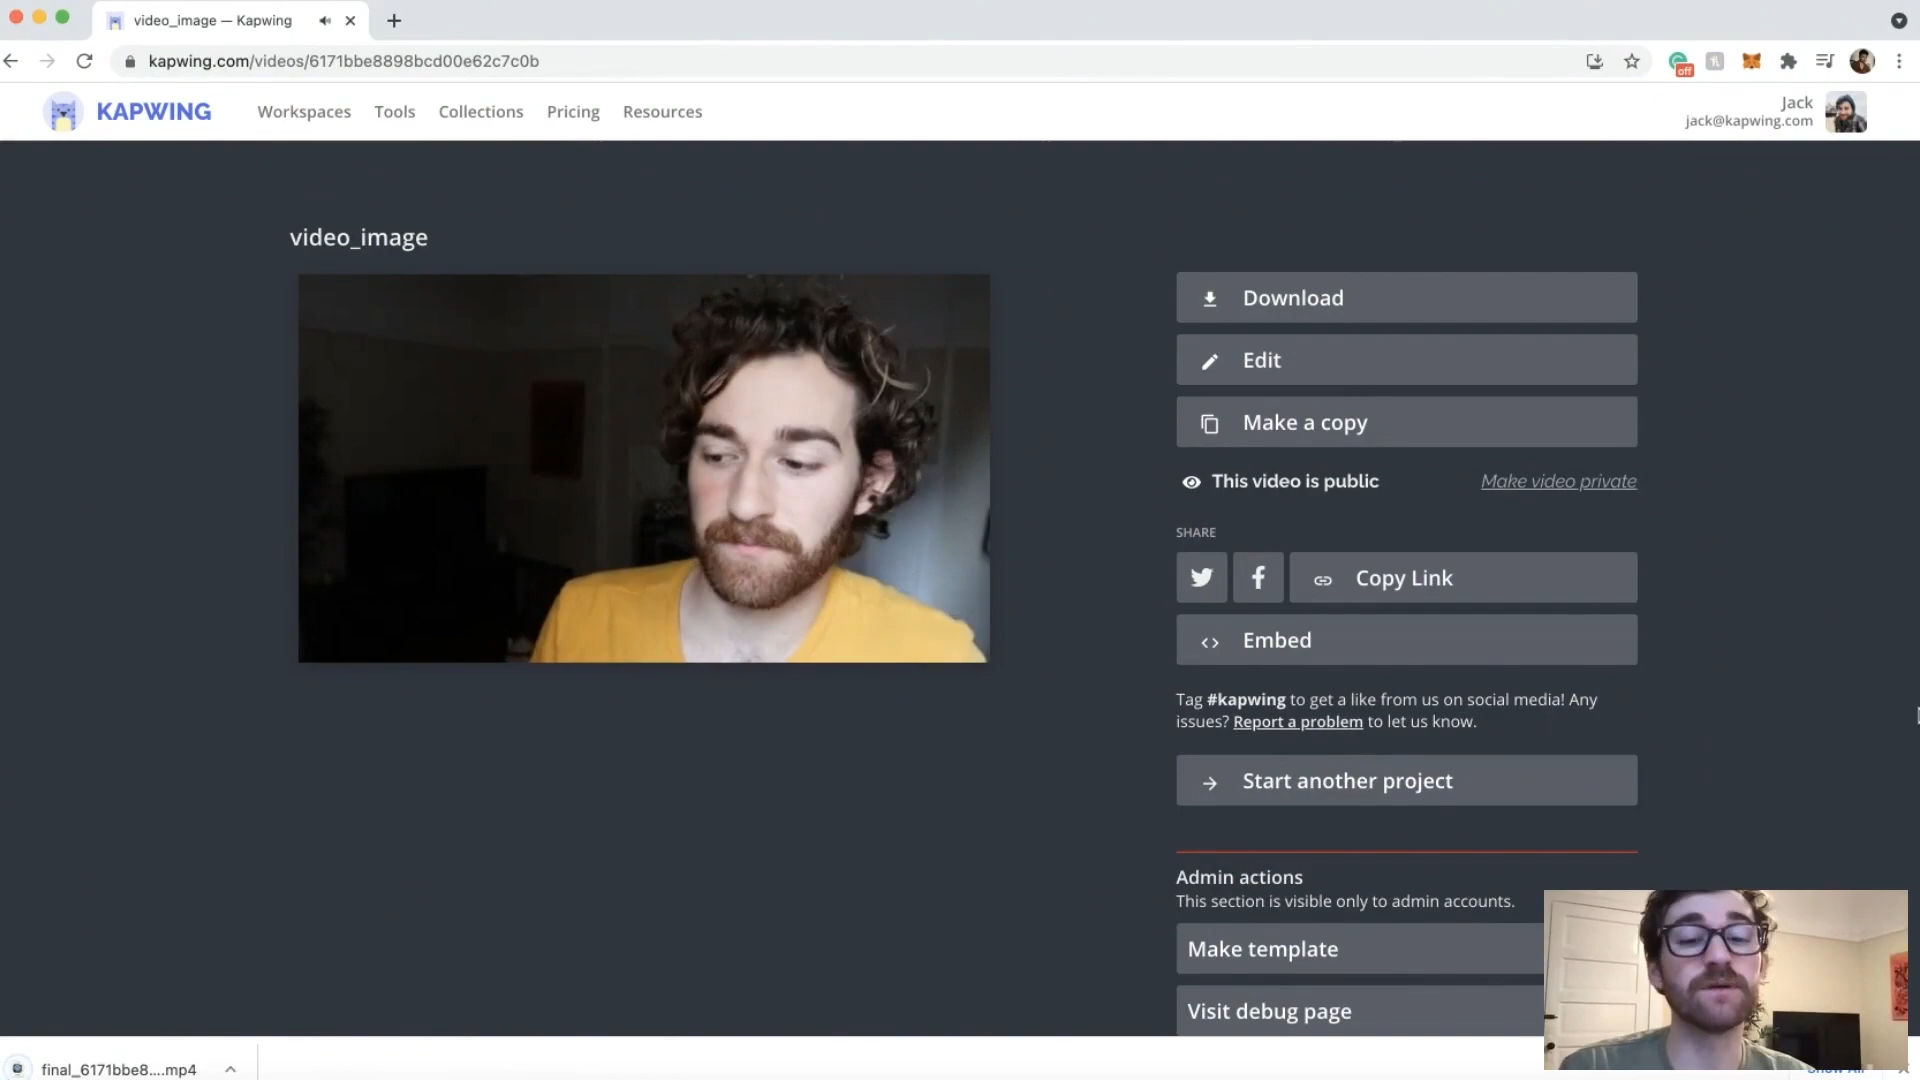 video_image — Kapwing
kapwing.com/videos/6171bbe8898bcd00e62c7c0b
off
KAPWING
Workspaces
Tools
Collections
Pricing
Resources
Jack
jack@kapwing.com
video_image
Download
Edit
Make a copy
This video is public
Make video private
SHARE
Copy Link
Embed
Tag #kapwing to get a like from us on social media! Any
issues? Report a problem to let us know.
Start another project
Admin actions
This section is visible only to admin accounts.
Make template
Visit debug page
final_6171bbe8....mp4